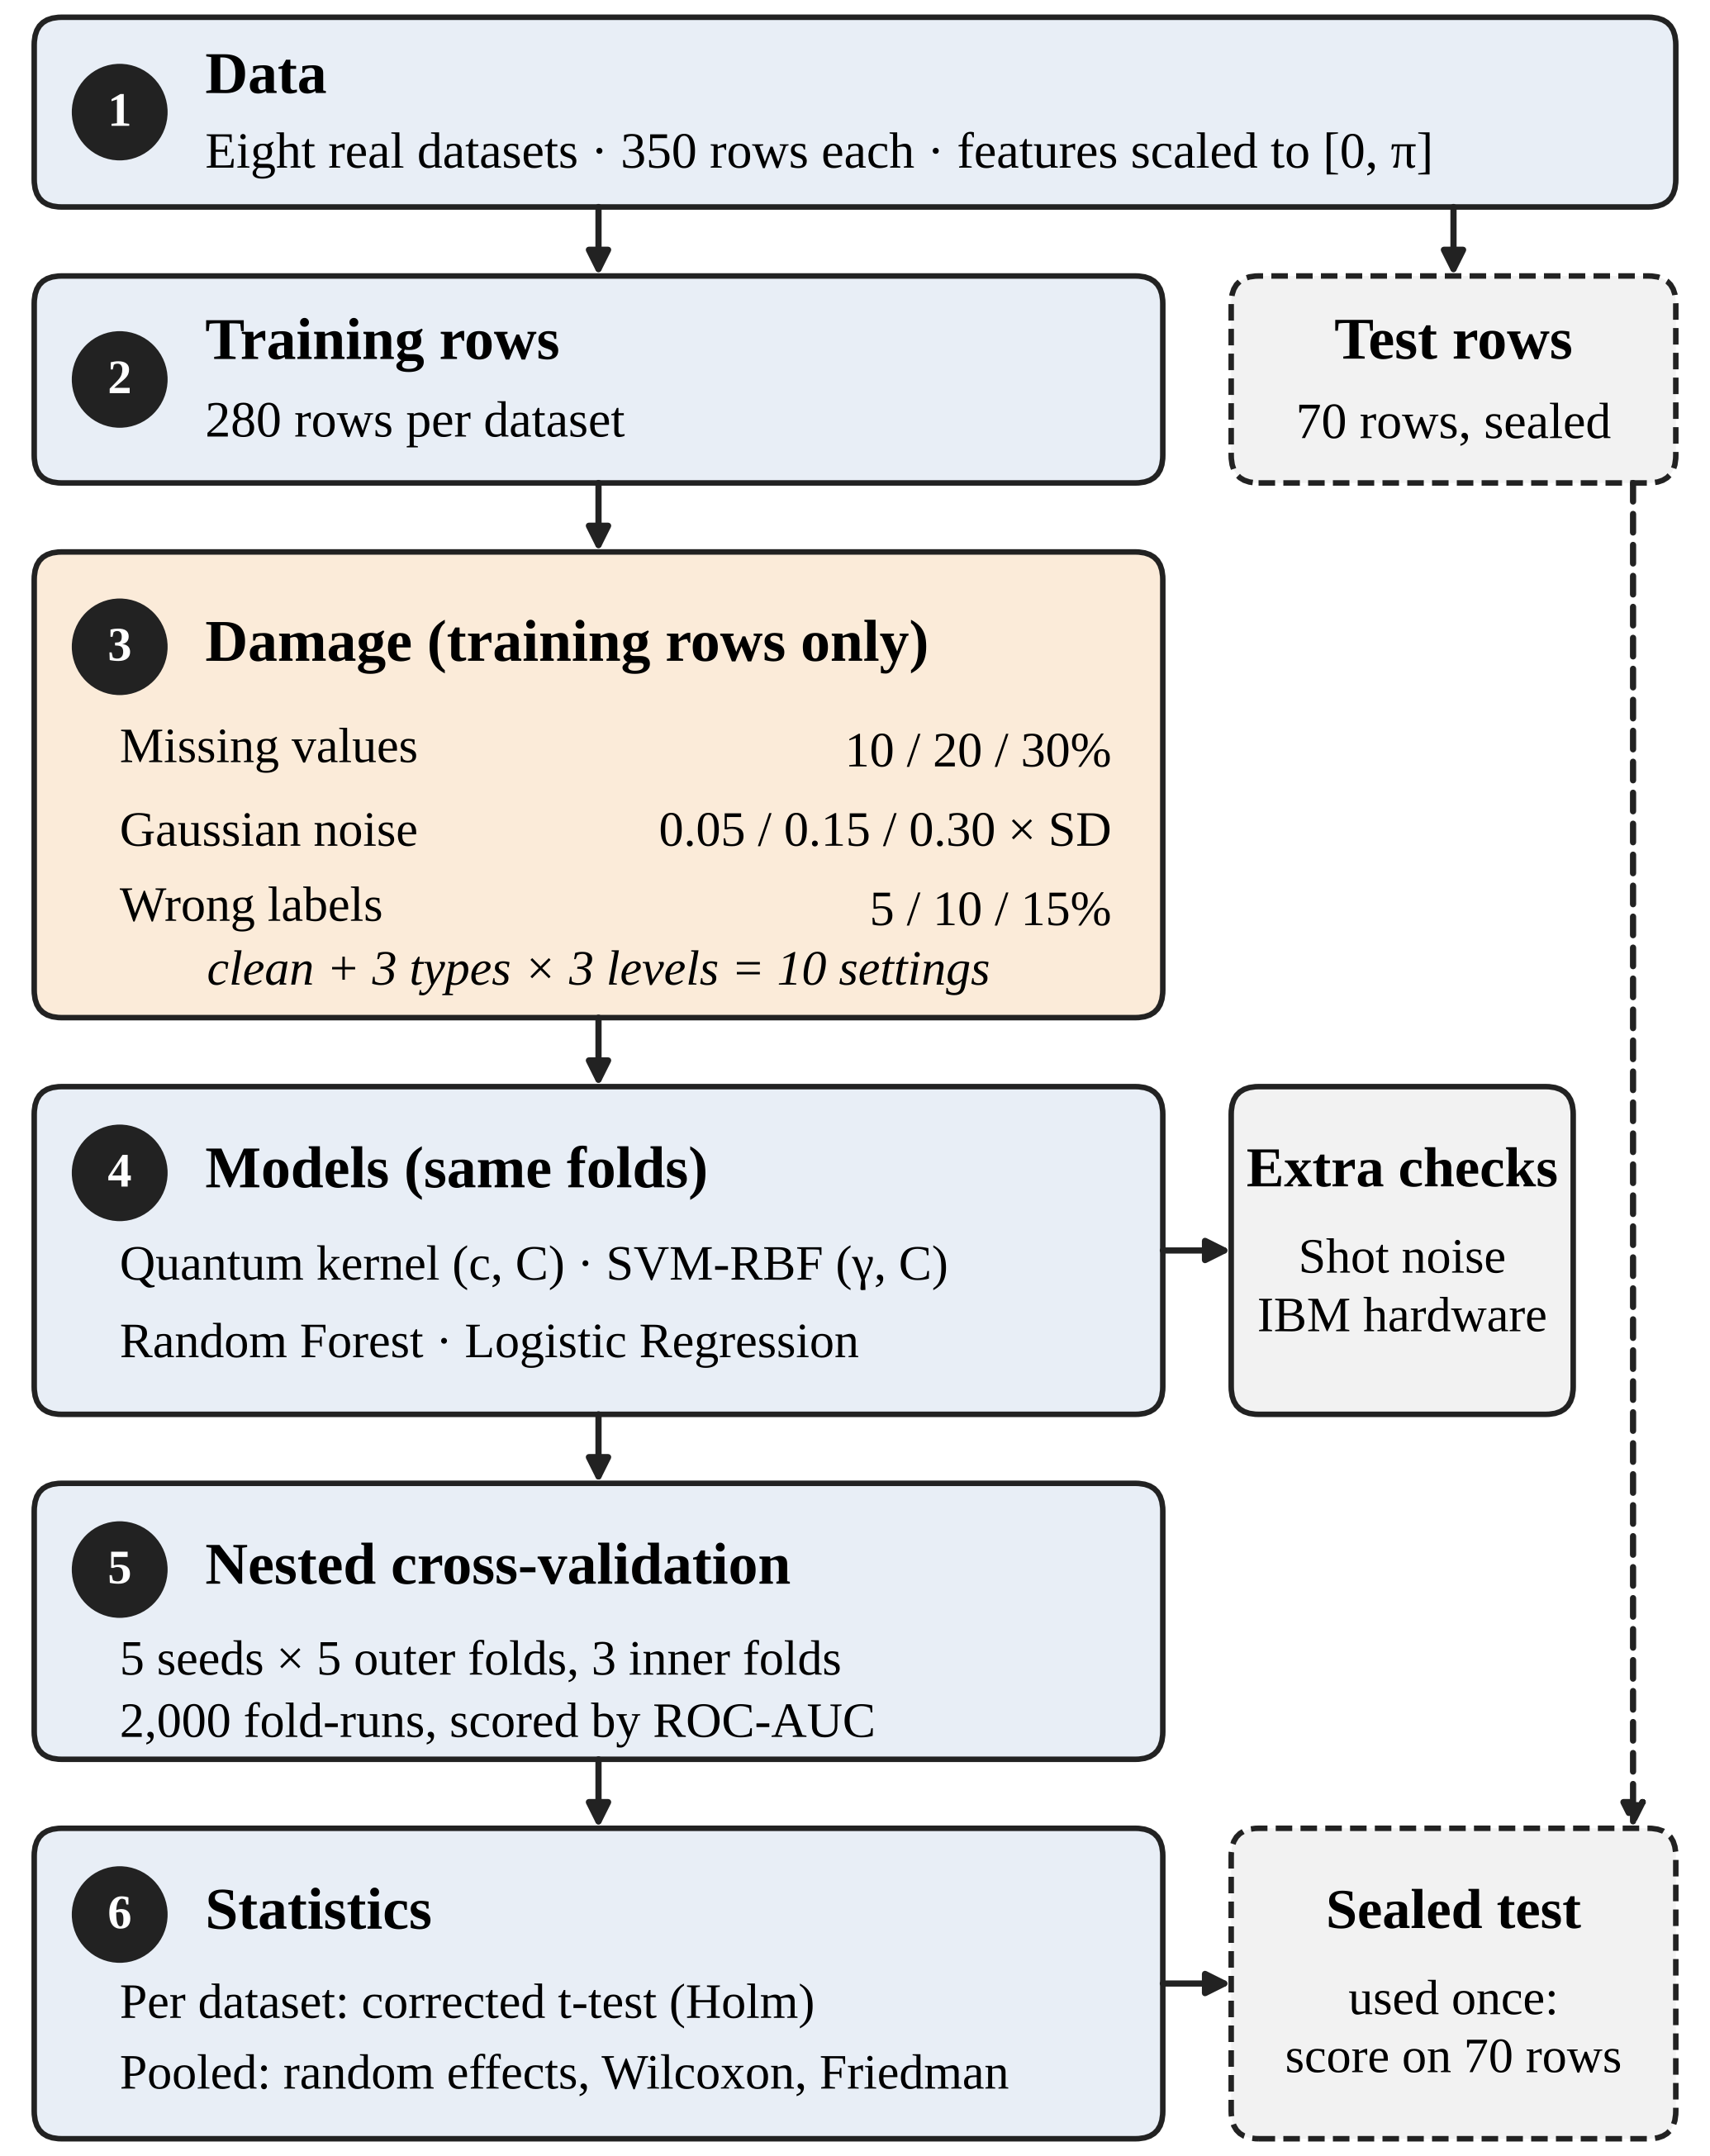 1
Data
Eight real datasets · 350 rows each · features scaled to [0, π]
2
Training rows
280 rows per dataset
Test rows
70 rows, sealed
3
Damage (training rows only)
Missing values 10 / 20 / 30%
Gaussian noise 0.05 / 0.15 / 0.30 × SD
Wrong labels 5 / 10 / 15%
clean + 3 types × 3 levels = 10 settings
4
Models (same folds)
Quantum kernel (c, C) · SVM-RBF (γ, C)
Random Forest · Logistic Regression
Extra checks
Shot noise
IBM hardware
5
Nested cross-validation
5 seeds × 5 outer folds, 3 inner folds
2,000 fold-runs, scored by ROC-AUC
6
Statistics
Per dataset: corrected t-test (Holm)
Pooled: random effects, Wilcoxon, Friedman
Sealed test
used once:
score on 70 rows